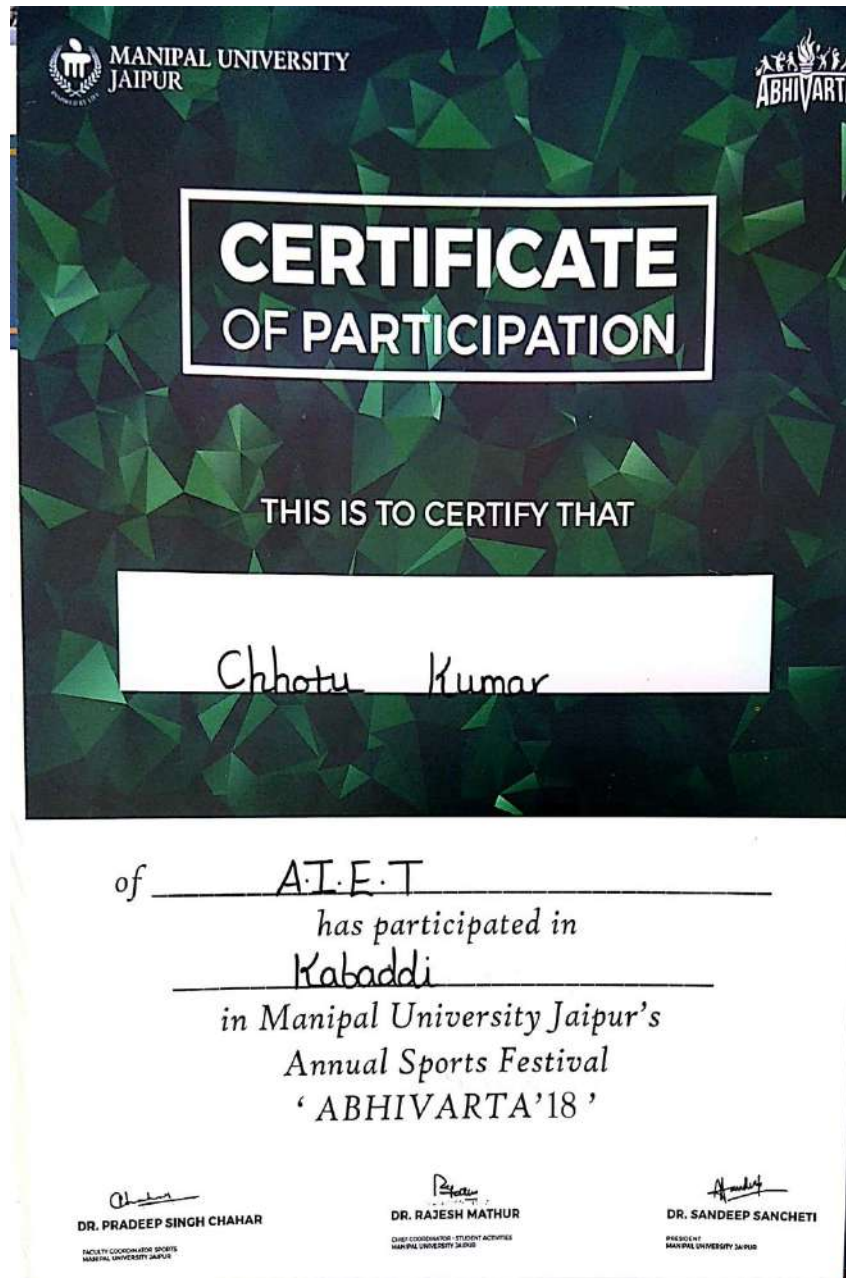 MANIPAL UNIVERSITY
JAIPUR
ABHIVART
CERTIFICATE
OF PARTICIPATION
THIS IS TO CERTIFY THAT
Chhotu Kumar
of A.I.E.T
has participated in
Kabaddi
in Manipal University Jaipur's
Annual Sports Festival
‘ ABHIVARTA’18 ’
DR. PRADEEP SINGH CHAHAR
FACULTY COORDINATOR SPORTS
MANIPAL UNIVERSITY JAIPUR
DR. RAJESH MATHUR
CHIEF COORDINATOR - STUDENT ACTIVITIES
MANIPAL UNIVERSITY JAIPUR
DR. SANDEEP SANCHETI
PRESIDENT
MANIPAL UNIVERSITY JAIPUR